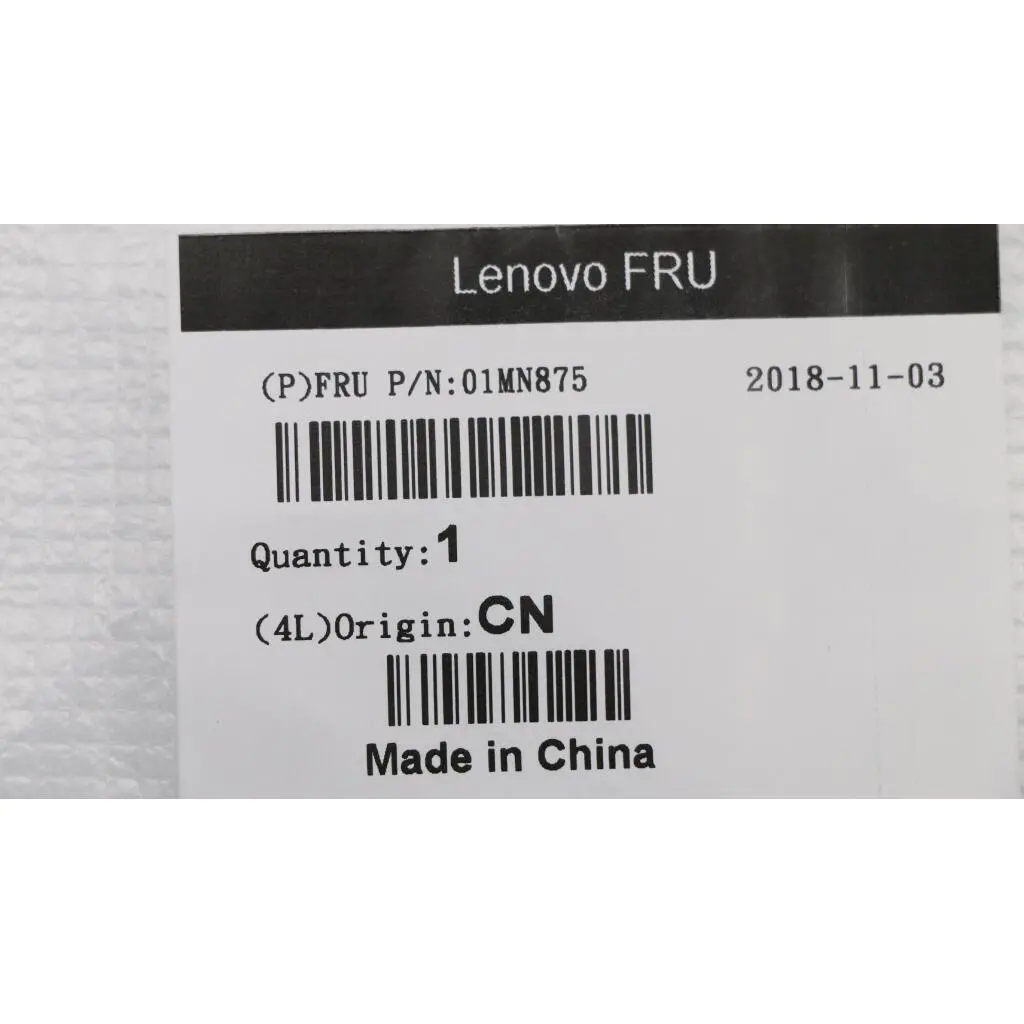 Lenovo FRU
(P)FRU P/N:01MN875 2018-11-03
Quantity:1
(4L)Origin:CN
Made in China